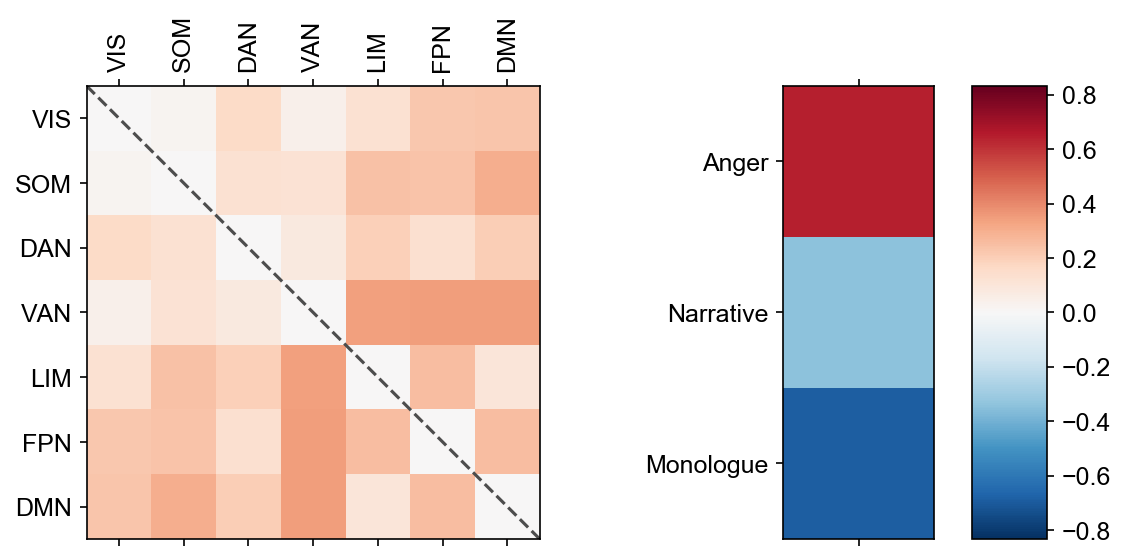 VIS SOM DAN VAN LIM FPN DMN
VIS
SOM
DAN
VAN
LIM
FPN
DMN
Anger
Narrative
Monologue
0.8
0.6
0.4
0.2
0.0
−0.2
−0.4
−0.6
−0.8